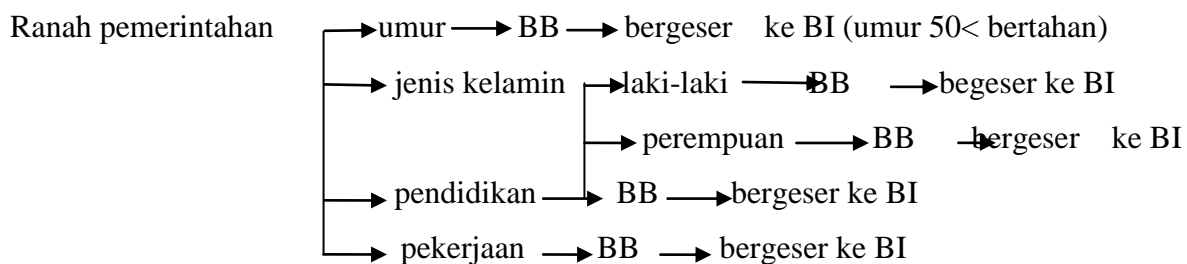 Ranah pemerintahan umur BB bergeser ke BI (umur 50< bertahan)
jenis kelamin laki-laki BB begeser ke BI
perempuan BB bergeser ke BI
pendidikan BB bergeser ke BI
pekerjaan BB bergeser ke BI